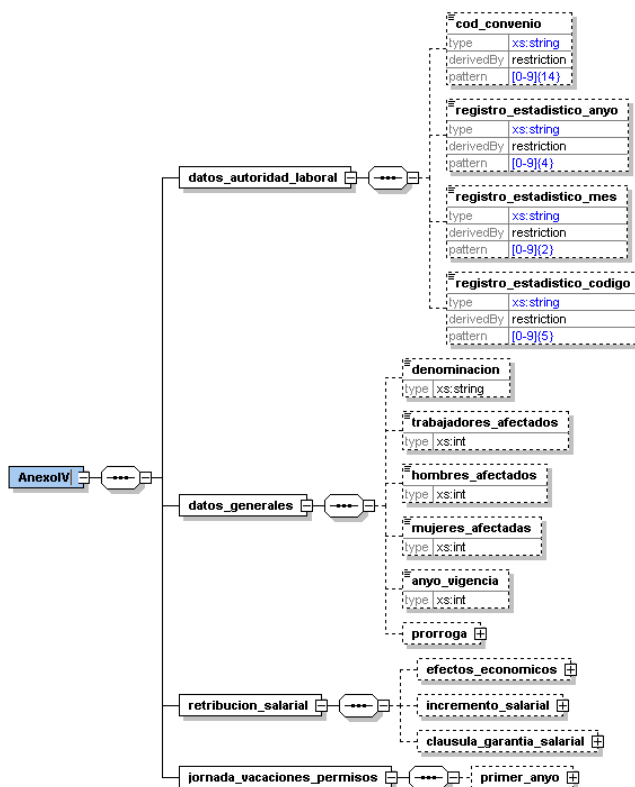 cod_convenio
type xs:string
derivedBy restriction
pattern [0-9]{14}
registro_estadistico_anyo
type xs:string
derivedBy restriction
pattern [0-9]{4}
datos_autoridad_laboral
registro_estadistico_mes
type xs:string
derivedBy restriction
pattern [0-9]{2}
registro_estadistico_codigo
type xs:string
derivedBy restriction
pattern [0-9]{5}
denominacion
type xs:string
trabajadores_afectados
type xs:int
AnexoIV
hombres_afectados
type xs:int
datos_generales
mujeres_afectadas
type xs:int
anyo_vigencia
type xs:int
prorroga
efectos_economicos
retribucion_salarial
incremento_salarial
clausula_garantia_salarial
jornada_vacaciones_permisos
primer_anyo